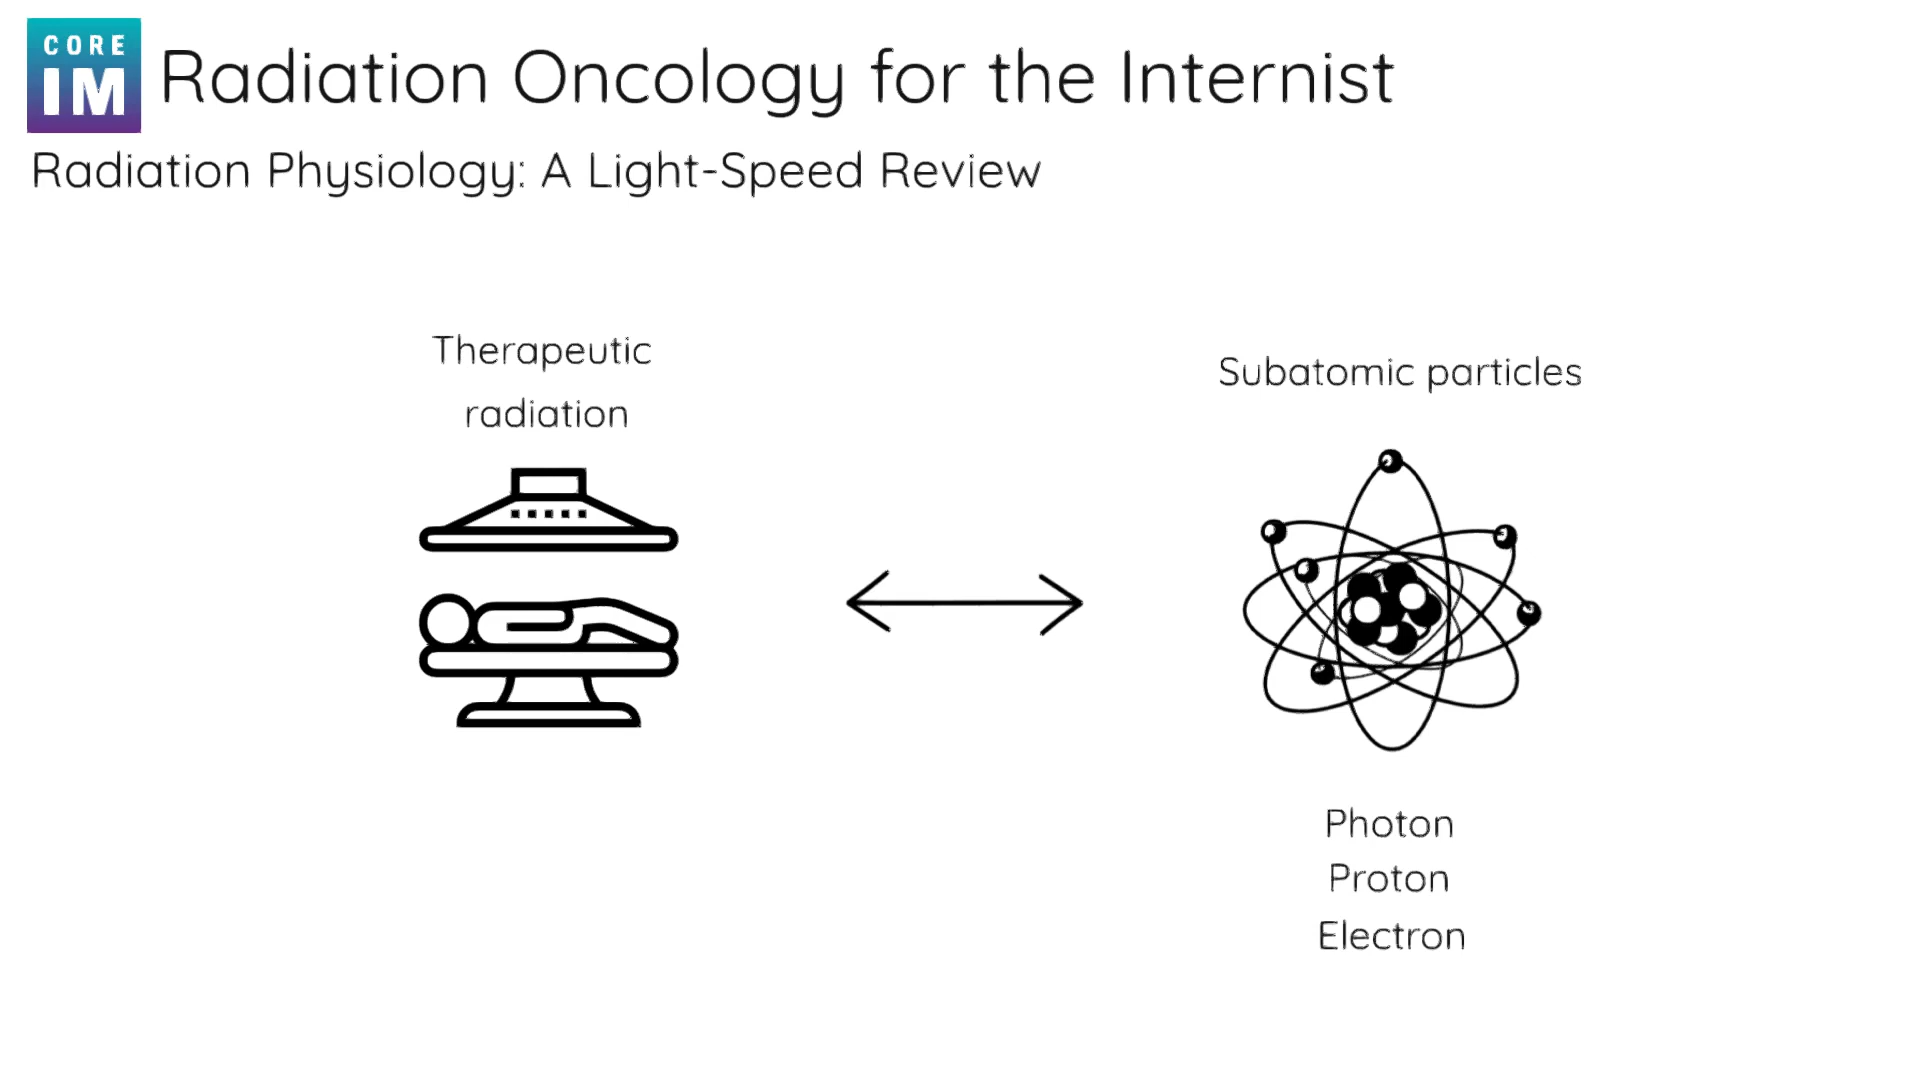 CORE
IM
Radiation Oncology for the Internist
Radiation Physiology: A Light-Speed Review
Therapeutic
radiation
Subatomic particles
Photon
Proton
Electron